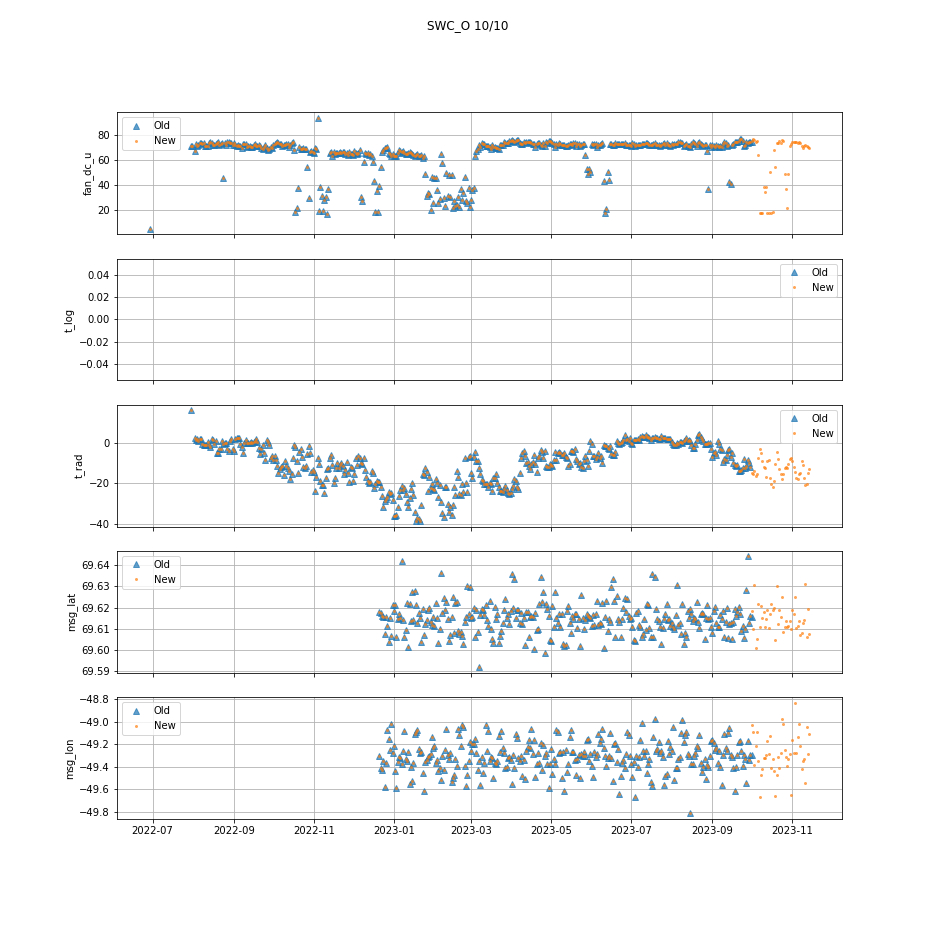 SWC_O 10/10
fan_dc_u
80
60
40
20
Old
New
t_log
0.04
0.02
0.00
−0.02
−0.04
Old
New
t_rad
0
−20
−40
Old
New
msg_lat
69.64
69.63
69.62
69.61
69.60
69.59
Old
New
msg_lon
−48.8
−49.0
−49.2
−49.4
−49.6
−49.8
Old
New
2022-07 2022-09 2022-11 2023-01 2023-03 2023-05 2023-07 2023-09 2023-11